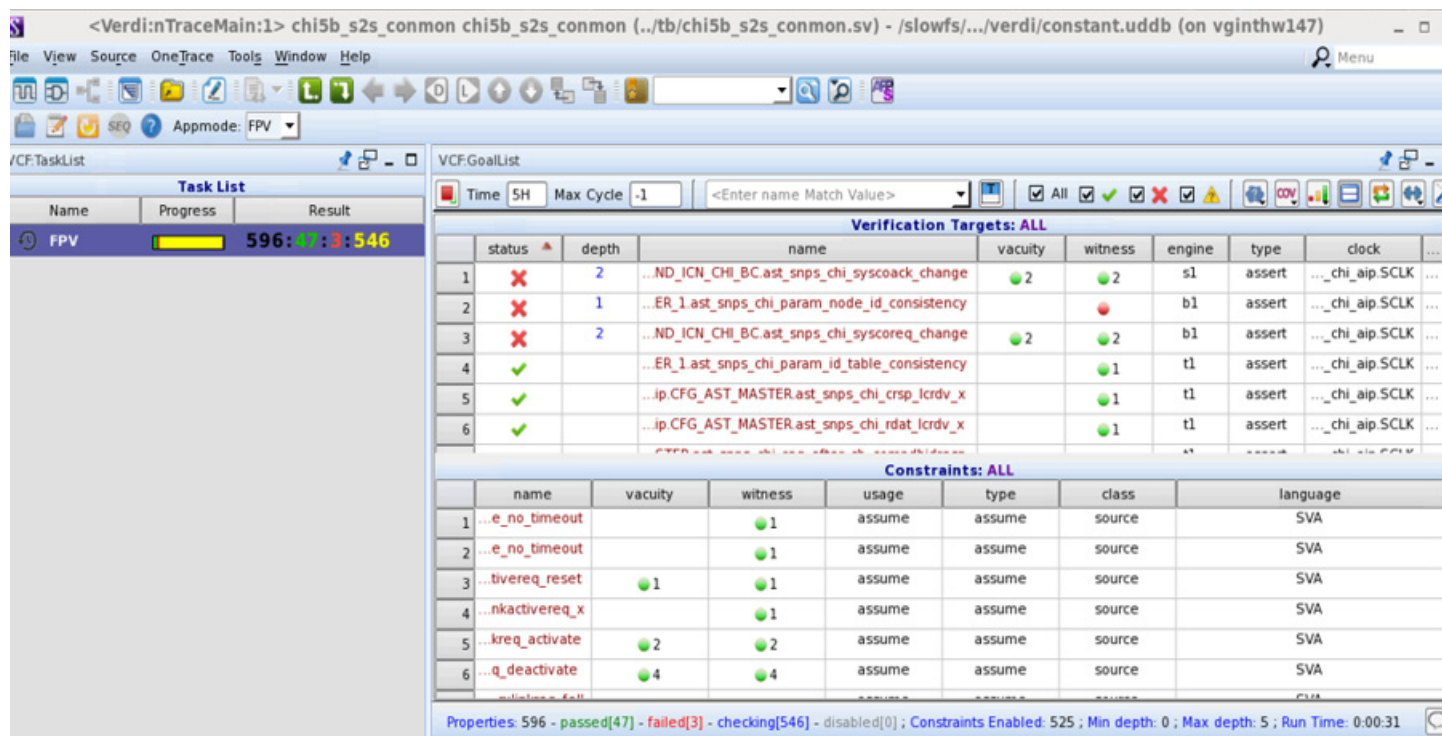 <Verdi:nTraceMain:1> chi5b_s2s_conmon chi5b_s2s_conmon (../tb/chi5b_s2s_conmon.sv) - /slowfs/.../verdi/constant.uddb (on vginthw147)
File View Source OneTrace Tools Window Help Menu
SEQ Appmode: FPV
VCF:TaskList
Task List
Name Progress Result
FPV 596:47:3:546
VCF:GoalList
Time 5H Max Cycle -1 <Enter name Match Value> All COV
Verification Targets: ALL
status depth name vacuity witness engine type clock ...
1 2 ...ND_ICN_CHI_BC.ast_snps_chi_syscoack_change 2 2 s1 assert ..._chi_aip.SCLK ...
2 1 ...ER_1.ast_snps_chi_param_node_id_consistency b1 assert ..._chi_aip.SCLK ...
3 2 ...ND_ICN_CHI_BC.ast_snps_chi_syscoreq_change 2 2 b1 assert ..._chi_aip.SCLK ...
4 ...ER_1.ast_snps_chi_param_id_table_consistency 1 t1 assert ..._chi_aip.SCLK ...
5 ...ip.CFG_AST_MASTER.ast_snps_chi_crsp_lcrdv_x 1 t1 assert ..._chi_aip.SCLK ...
6 ...ip.CFG_AST_MASTER.ast_snps_chi_rdat_lcrdv_x 1 t1 assert ..._chi_aip.SCLK ...
Constraints: ALL
name vacuity witness usage type class language
1 ...e_no_timeout 1 assume assume source SVA
2 ...e_no_timeout 1 assume assume source SVA
3 ...tivereq_reset 1 1 assume assume source SVA
4 ...nkactivereq_x 1 assume assume source SVA
5 ...kreq_activate 2 2 assume assume source SVA
6 ...q_deactivate 4 4 assume assume source SVA
Properties: 596 - passed[47] - failed[3] - checking[546] - disabled[0] ; Constraints Enabled: 525 ; Min depth: 0 ; Max depth: 5 ; Run Time: 0:00:31